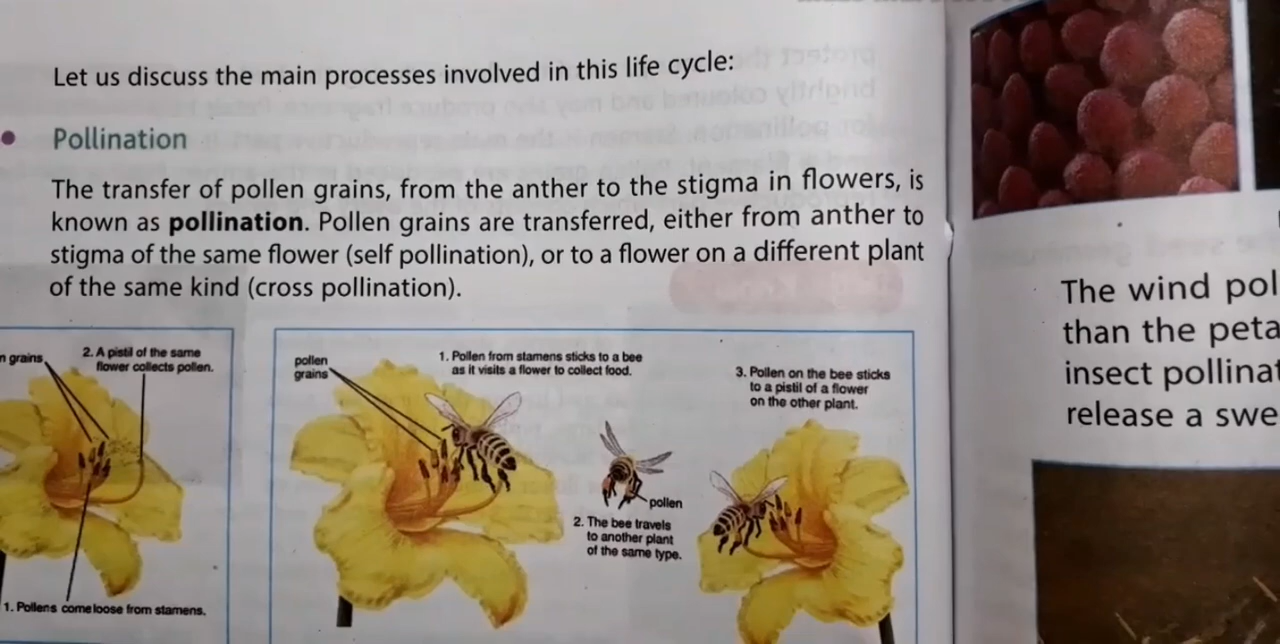 Let us discuss the main processes involved in this life cycle:
Pollination
The transfer of pollen grains, from the anther to the stigma in flowers, is
known as pollination. Pollen grains are transferred, either from anther to
stigma of the same flower (self pollination), or to a flower on a different plant
of the same kind (cross pollination).
grains
2. A pistil of the same
flower collects pollen.
1. Pollens come loose from stamens.
pollen
grains
1. Pollen from stamens sticks to a bee
as it visits a flower to collect food.
pollen
2. The bee travels
to another plant
of the same type.
3. Pollen on the bee sticks
to a pistil of a flower
on the other plant.
The wind pol
than the peta
insect pollinat
release a swe